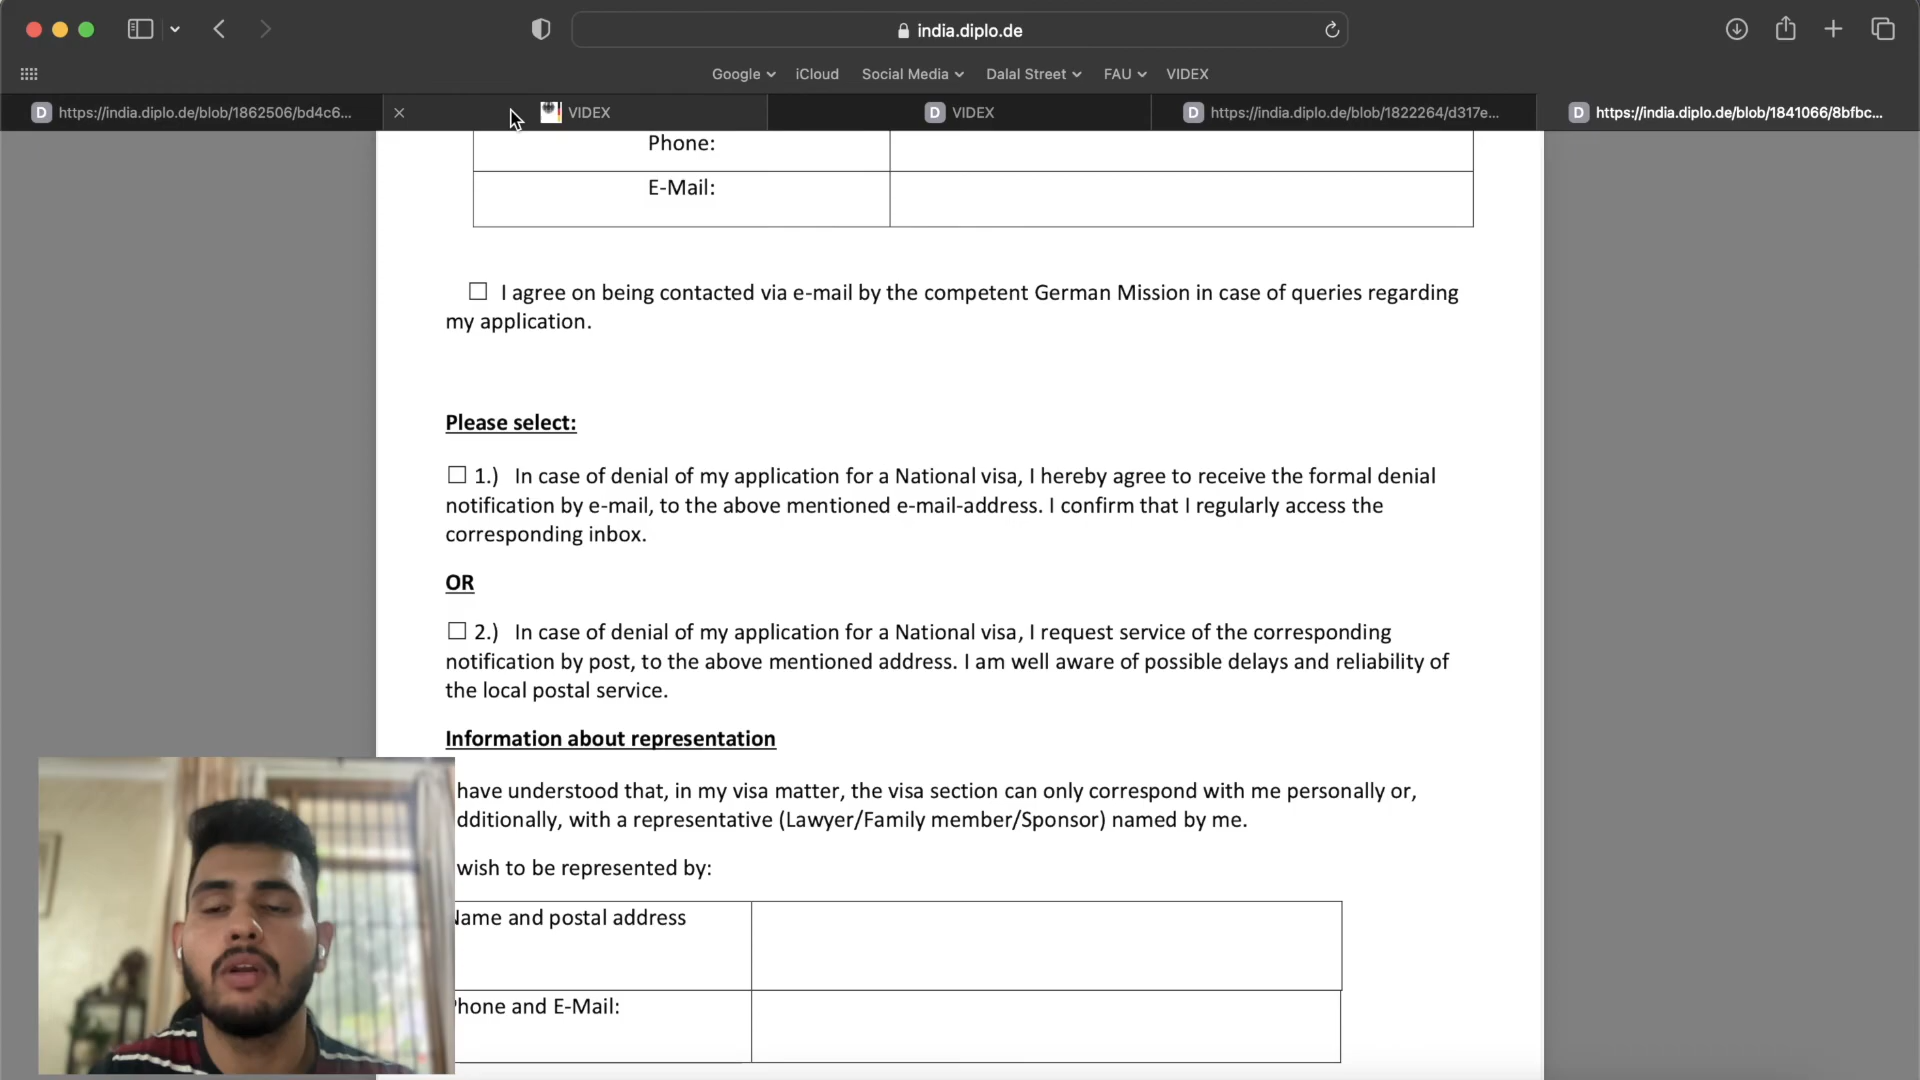 india.diplo.de
Google iCloud Social Media Dalal Street FAU VIDEX
D https://india.diplo.de/blob/1862506/bd4c6... VIDEX D VIDEX D https://india.diplo.de/blob/1822264/d317e... D https://india.diplo.de/blob/1841066/8bfbc...
Phone:
E-Mail:
☐ I agree on being contacted via e-mail by the competent German Mission in case of queries regarding
my application.
Please select:
☐ 1.) In case of denial of my application for a National visa, I hereby agree to receive the formal denial
notification by e-mail, to the above mentioned e-mail-address. I confirm that I regularly access the
corresponding inbox.
OR
☐ 2.) In case of denial of my application for a National visa, I request service of the corresponding
notification by post, to the above mentioned address. I am well aware of possible delays and reliability of
the local postal service.
Information about representation
have understood that, in my visa matter, the visa section can only correspond with me personally or,
dditionally, with a representative (Lawyer/Family member/Sponsor) named by me.
wish to be represented by:
Name and postal address
Phone and E-Mail: